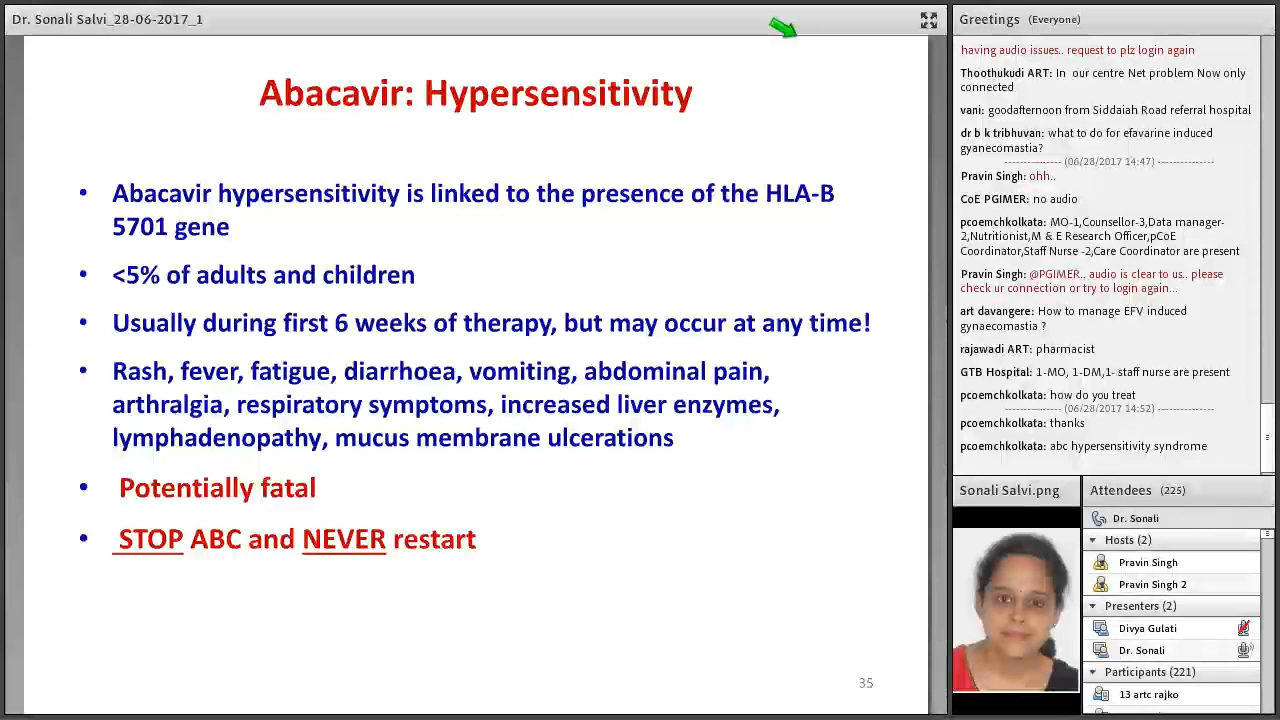 Dr. Sonali Salvi_28-06-2017_1
Abacavir: Hypersensitivity
• Abacavir hypersensitivity is linked to the presence of the HLA-B
5701 gene
• <5% of adults and children
• Usually during first 6 weeks of therapy, but may occur at any time!
• Rash, fever, fatigue, diarrhoea, vomiting, abdominal pain,
arthralgia, respiratory symptoms, increased liver enzymes,
lymphadenopathy, mucus membrane ulcerations
• Potentially fatal
• STOP ABC and NEVER restart
35
Greetings (Everyone)
having audio issues.. request to plz login again
Thoothukudi ART: In our centre Net problem Now only
connected
vani: goodafternoon from Siddaiah Road referral hospital
dr b k tribhuvan: what to do for efavarine induced
gyanecomastia?
--------------- (06/28/2017 14:47) ---------------
Pravin Singh: ohh..
CoE PGIMER: no audio
pcoemchkolkata: MO-1,Counsellor-3,Data manager-
2,Nutritionist,M & E Research Officer,pCoE
Coordinator,Staff Nurse -2,Care Coordinator are present
Pravin Singh: @PGIMER.. audio is clear to us.. please
check ur connection or try to login again...
art davangere: How to manage EFV induced
gynaecomastia ?
rajawadi ART: pharmacist
GTB Hospital: 1-MO, 1-DM,1- staff nurse are present
pcoemchkolkata: how do you treat
--------------- (06/28/2017 14:52) ---------------
pcoemchkolkata: thanks
pcoemchkolkata: abc hypersensitivity syndrome
Sonali Salvi.png
Attendees (225)
Dr. Sonali
Hosts (2)
Pravin Singh
Pravin Singh 2
Presenters (2)
Divya Gulati
Dr. Sonali
Participants (221)
13 artc rajko